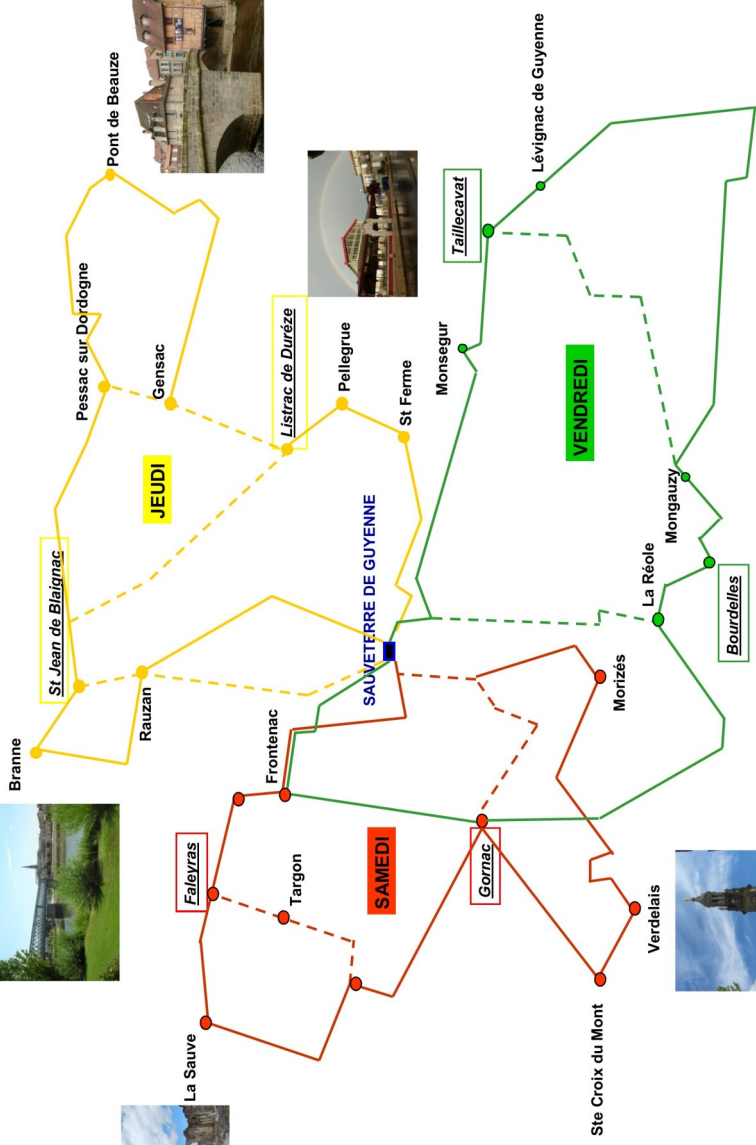 Branne
St Jean de Blaignac
Pessac sur Dordogne
Pont de Beauze
Rauzan
JEUDI
Gensac
La Sauve
Faleyras
Frontenac
Listrac de Duréze
Targon
Pellegrue
SAUVETERRE DE GUYENNE
SAMEDI
St Ferme
Monsegur
Taillecavat
Gornac
Lévignac de Guyenne
VENDREDI
Ste Croix du Mont
Morizés
La Réole
Verdelais
Mongauzy
Bourdelles